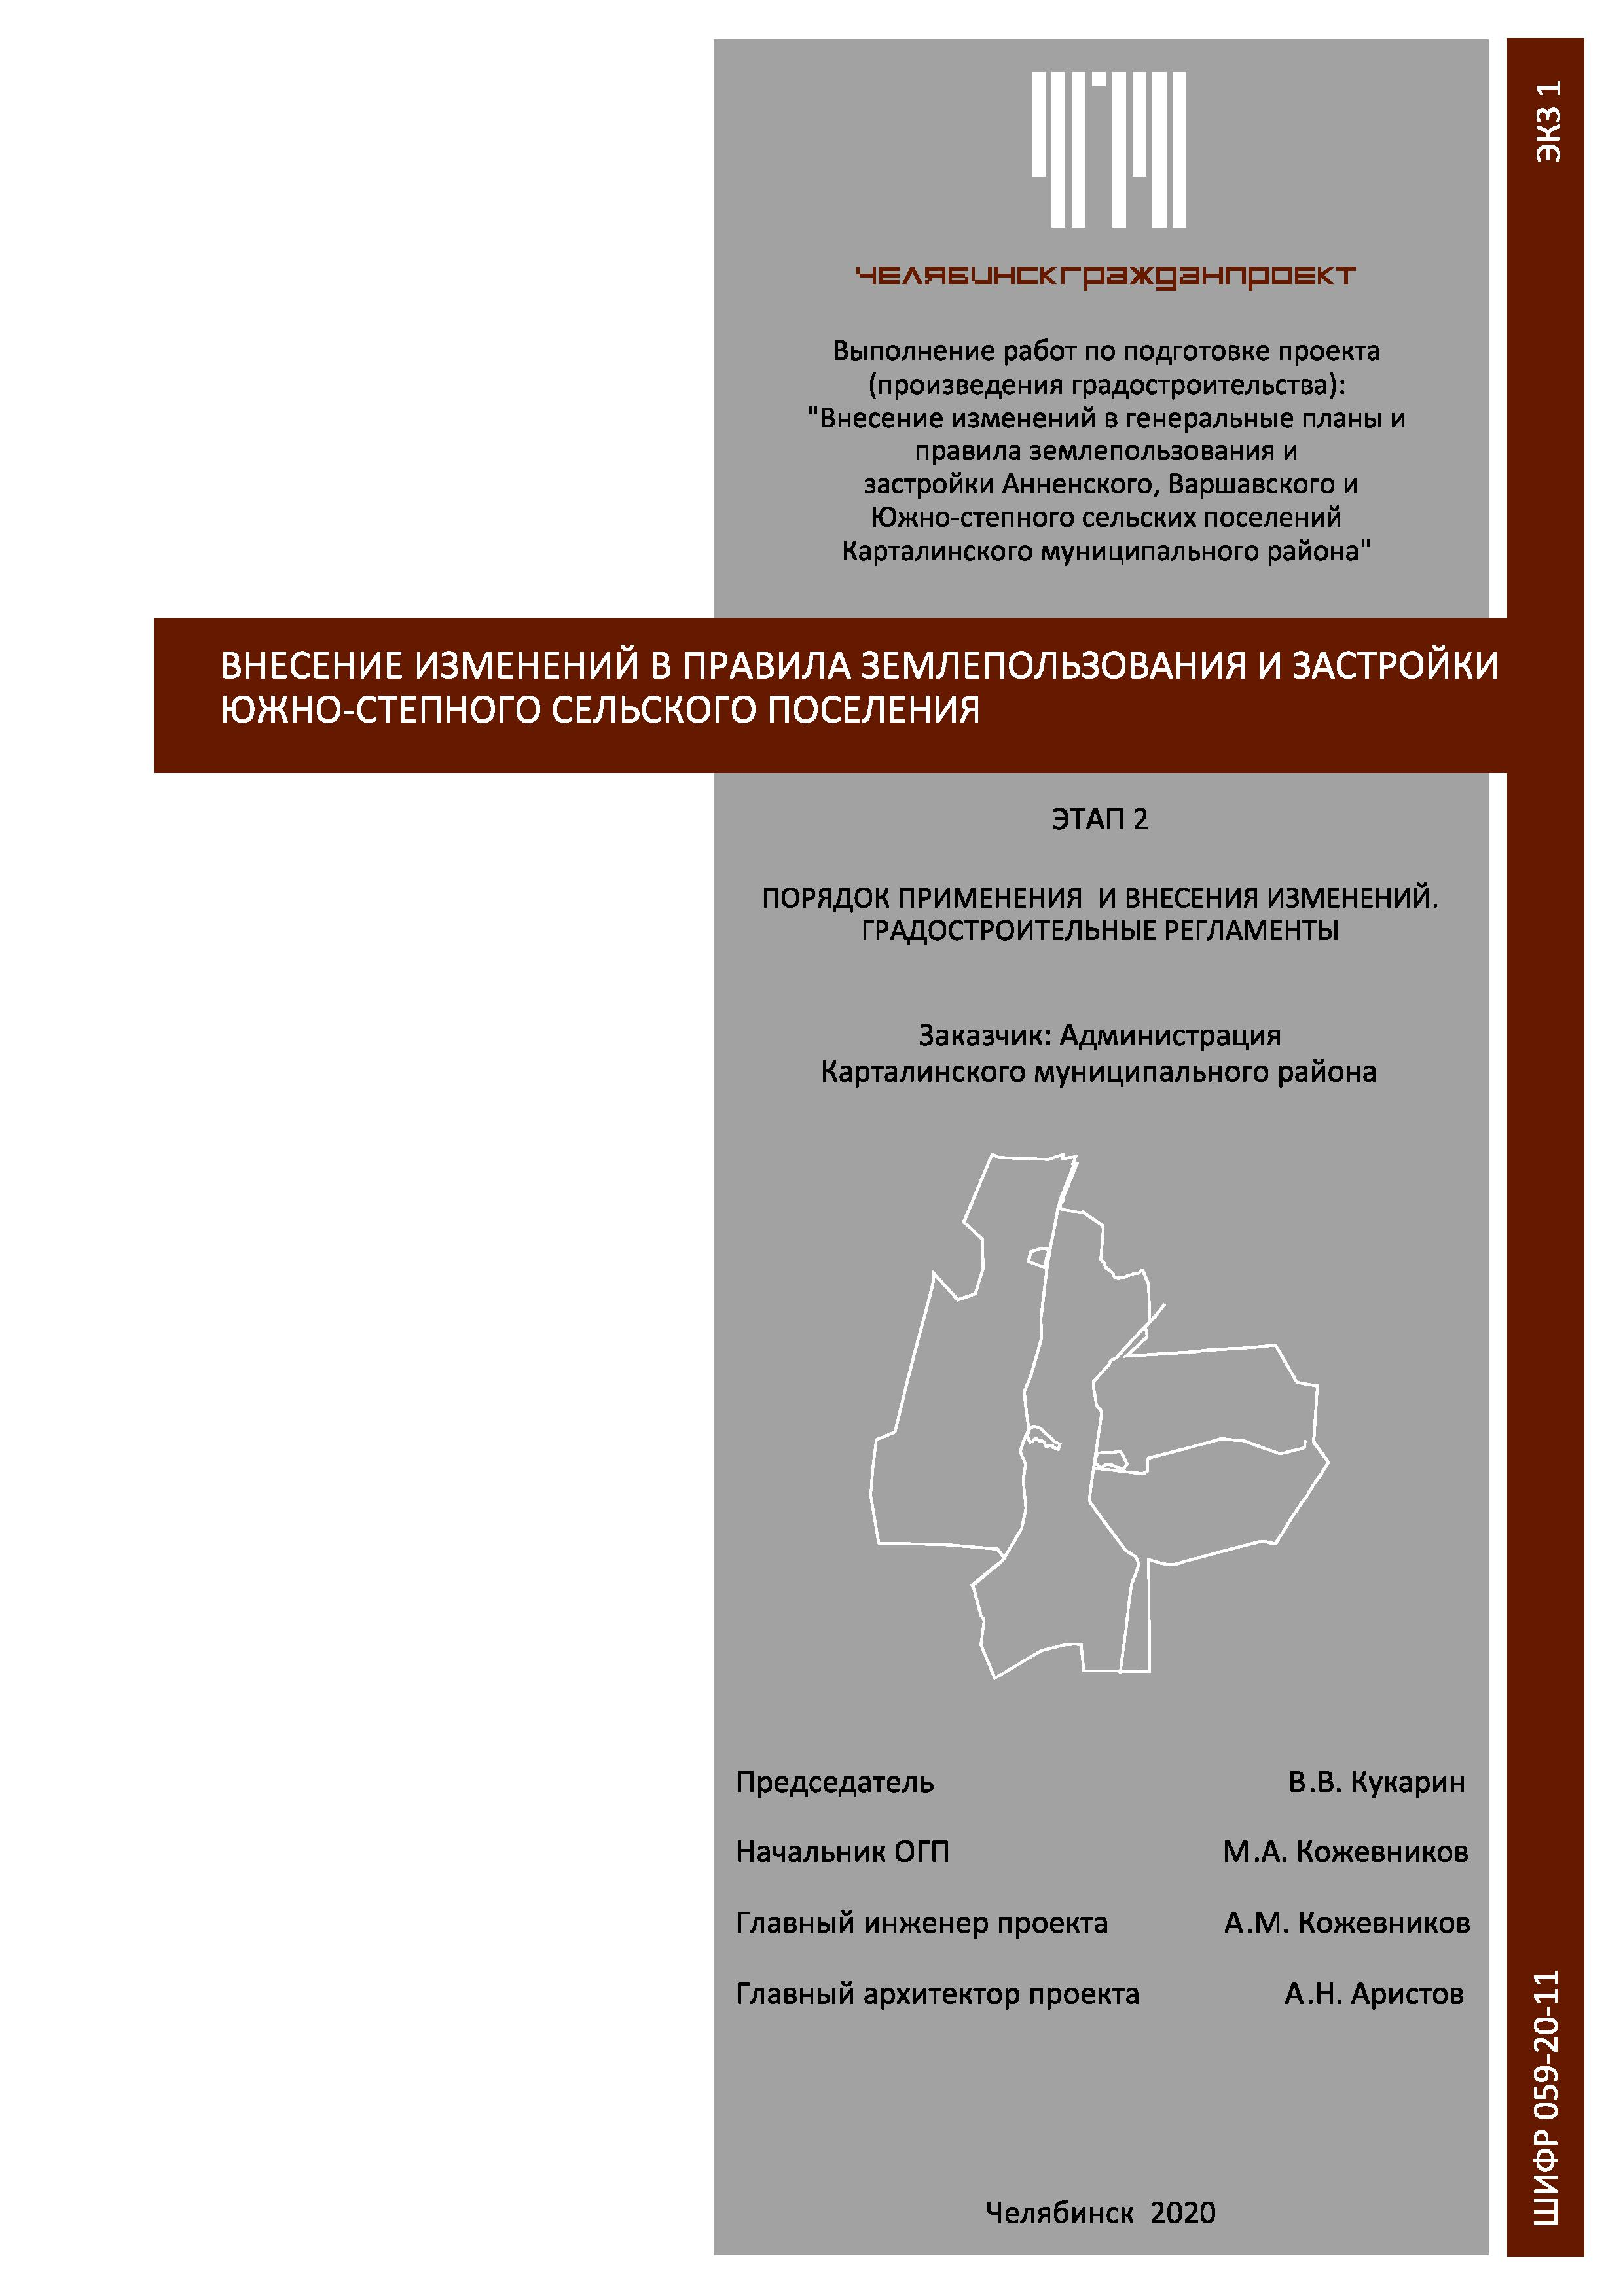 ЭКЗ 1
ЧЕЛЯБИНСКГРАЖДАНПРОЕКТ
Выполнение работ по подготовке проекта
(произведения градостроительства):
"Внесение изменений в генеральные планы и
правила землепользования и
застройки Анненского, Варшавского и
Южно-степного сельских поселений
Карталинского муниципального района"
ВНЕСЕНИЕ ИЗМЕНЕНИЙ В ПРАВИЛА ЗЕМЛЕПОЛЬЗОВАНИЯ И ЗАСТРОЙКИ
ЮЖНО-СТЕПНОГО СЕЛЬСКОГО ПОСЕЛЕНИЯ
ЭТАП 2
ПОРЯДОК ПРИМЕНЕНИЯ И ВНЕСЕНИЯ ИЗМЕНЕНИЙ.
ГРАДОСТРОИТЕЛЬНЫЕ РЕГЛАМЕНТЫ
Заказчик: Администрация
Карталинского муниципального района
Председатель В.В. Кукарин
Начальник ОГП М.А. Кожевников
Главный инженер проекта А.М. Кожевников
Главный архитектор проекта А.Н. Аристов
ШИФР 059-20-11
Челябинск 2020